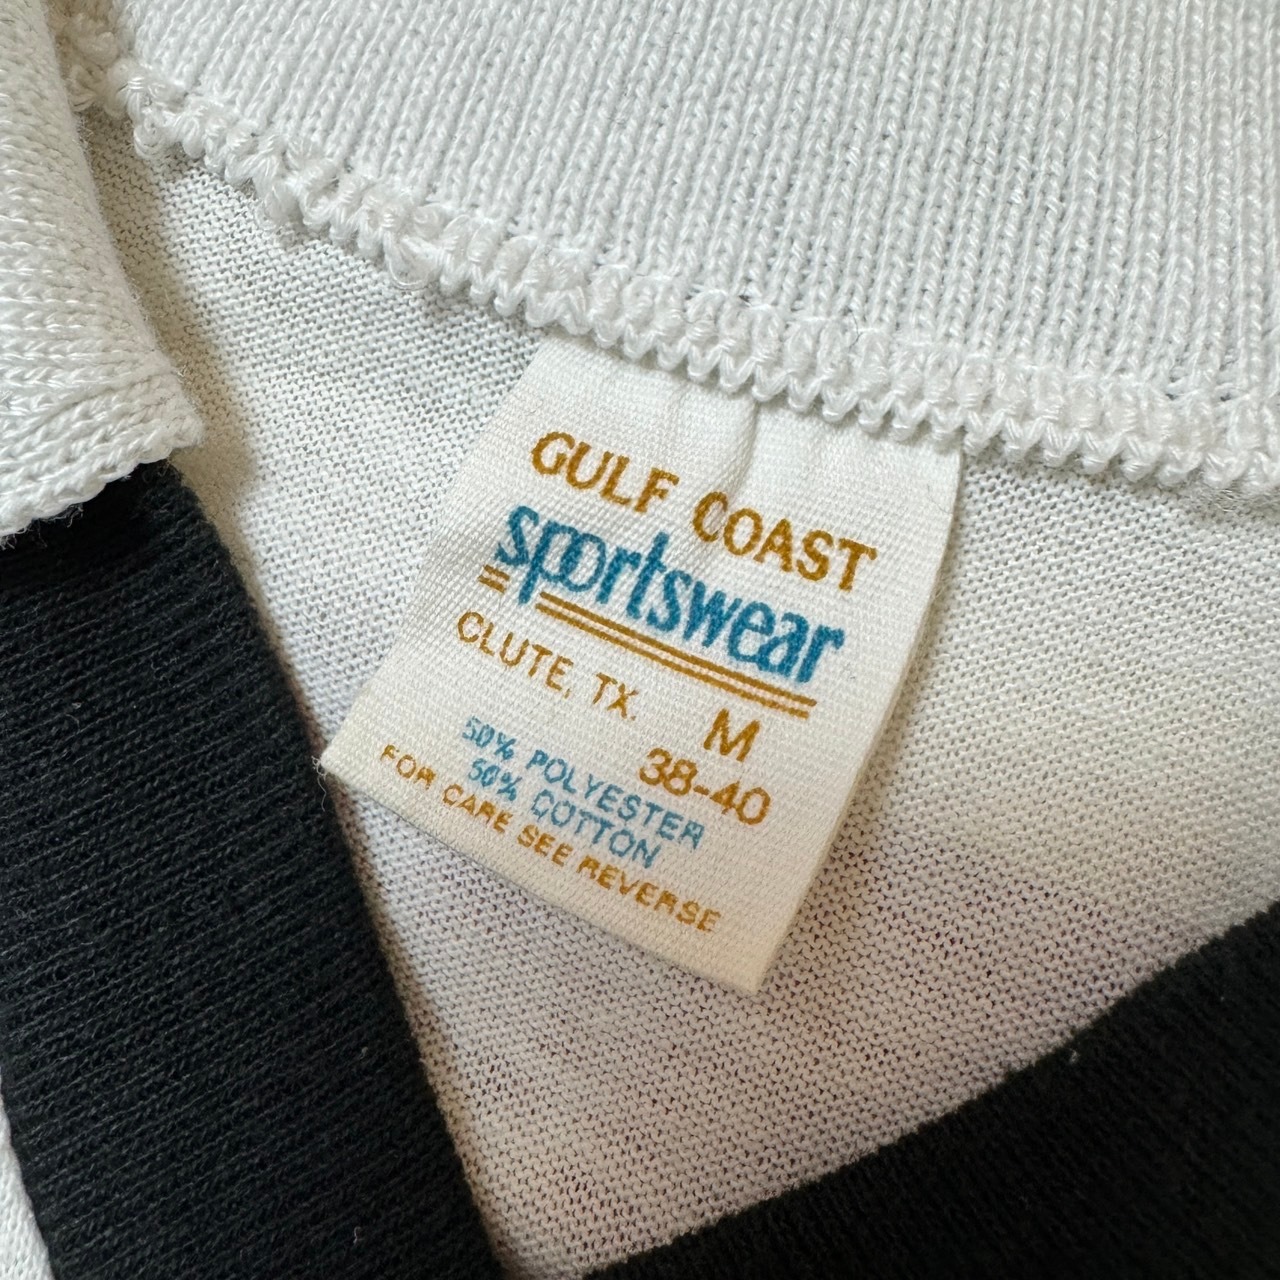 GULF COAST
sportswear
CLUTE, TX.
M
38-40
50% POLYESTER
50% COTTON
FOR CARE SEE REVERSE